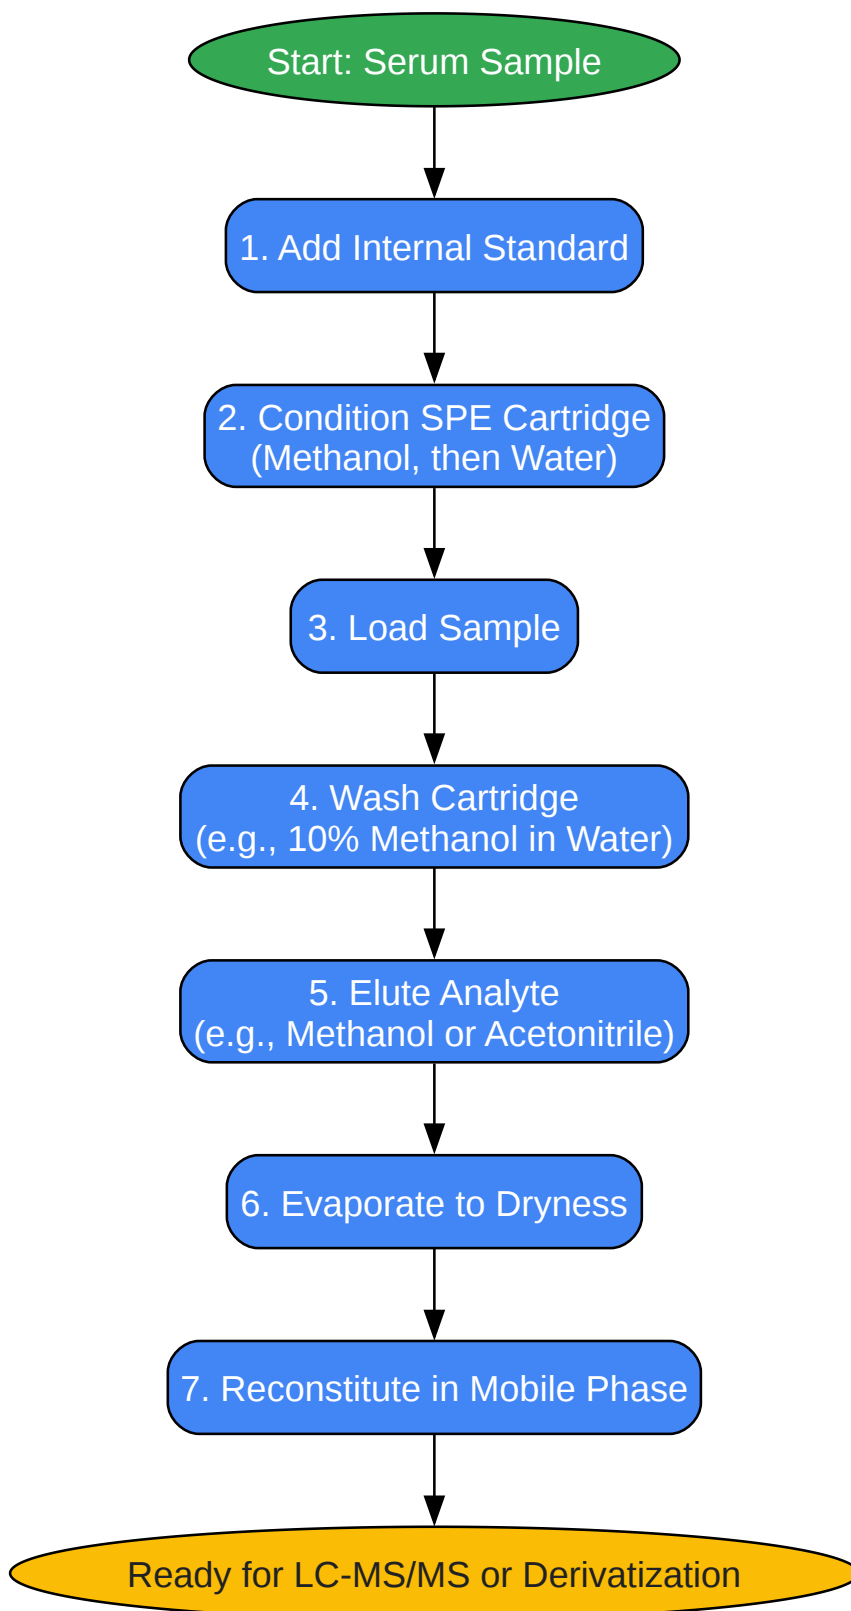 Start: Serum Sample
1. Add Internal Standard
2. Condition SPE Cartridge
(Methanol, then Water)
3. Load Sample
4. Wash Cartridge
(e.g., 10% Methanol in Water)
5. Elute Analyte
(e.g., Methanol or Acetonitrile)
6. Evaporate to Dryness
7. Reconstitute in Mobile Phase
Ready for LC-MS/MS or Derivatization